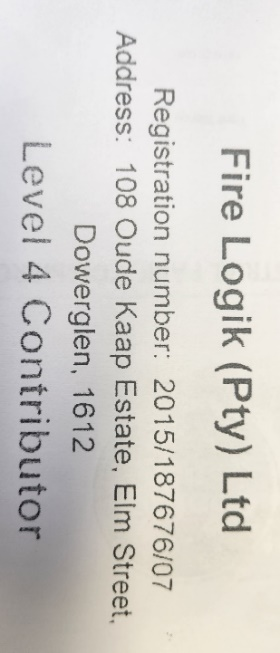 Fire Logik (Pty) Ltd
Registration number: 2015/187676/07
Address: 108 Oude Kaap Estate, Elm Street,
Dowerglen, 1612
Level 4 Contributor